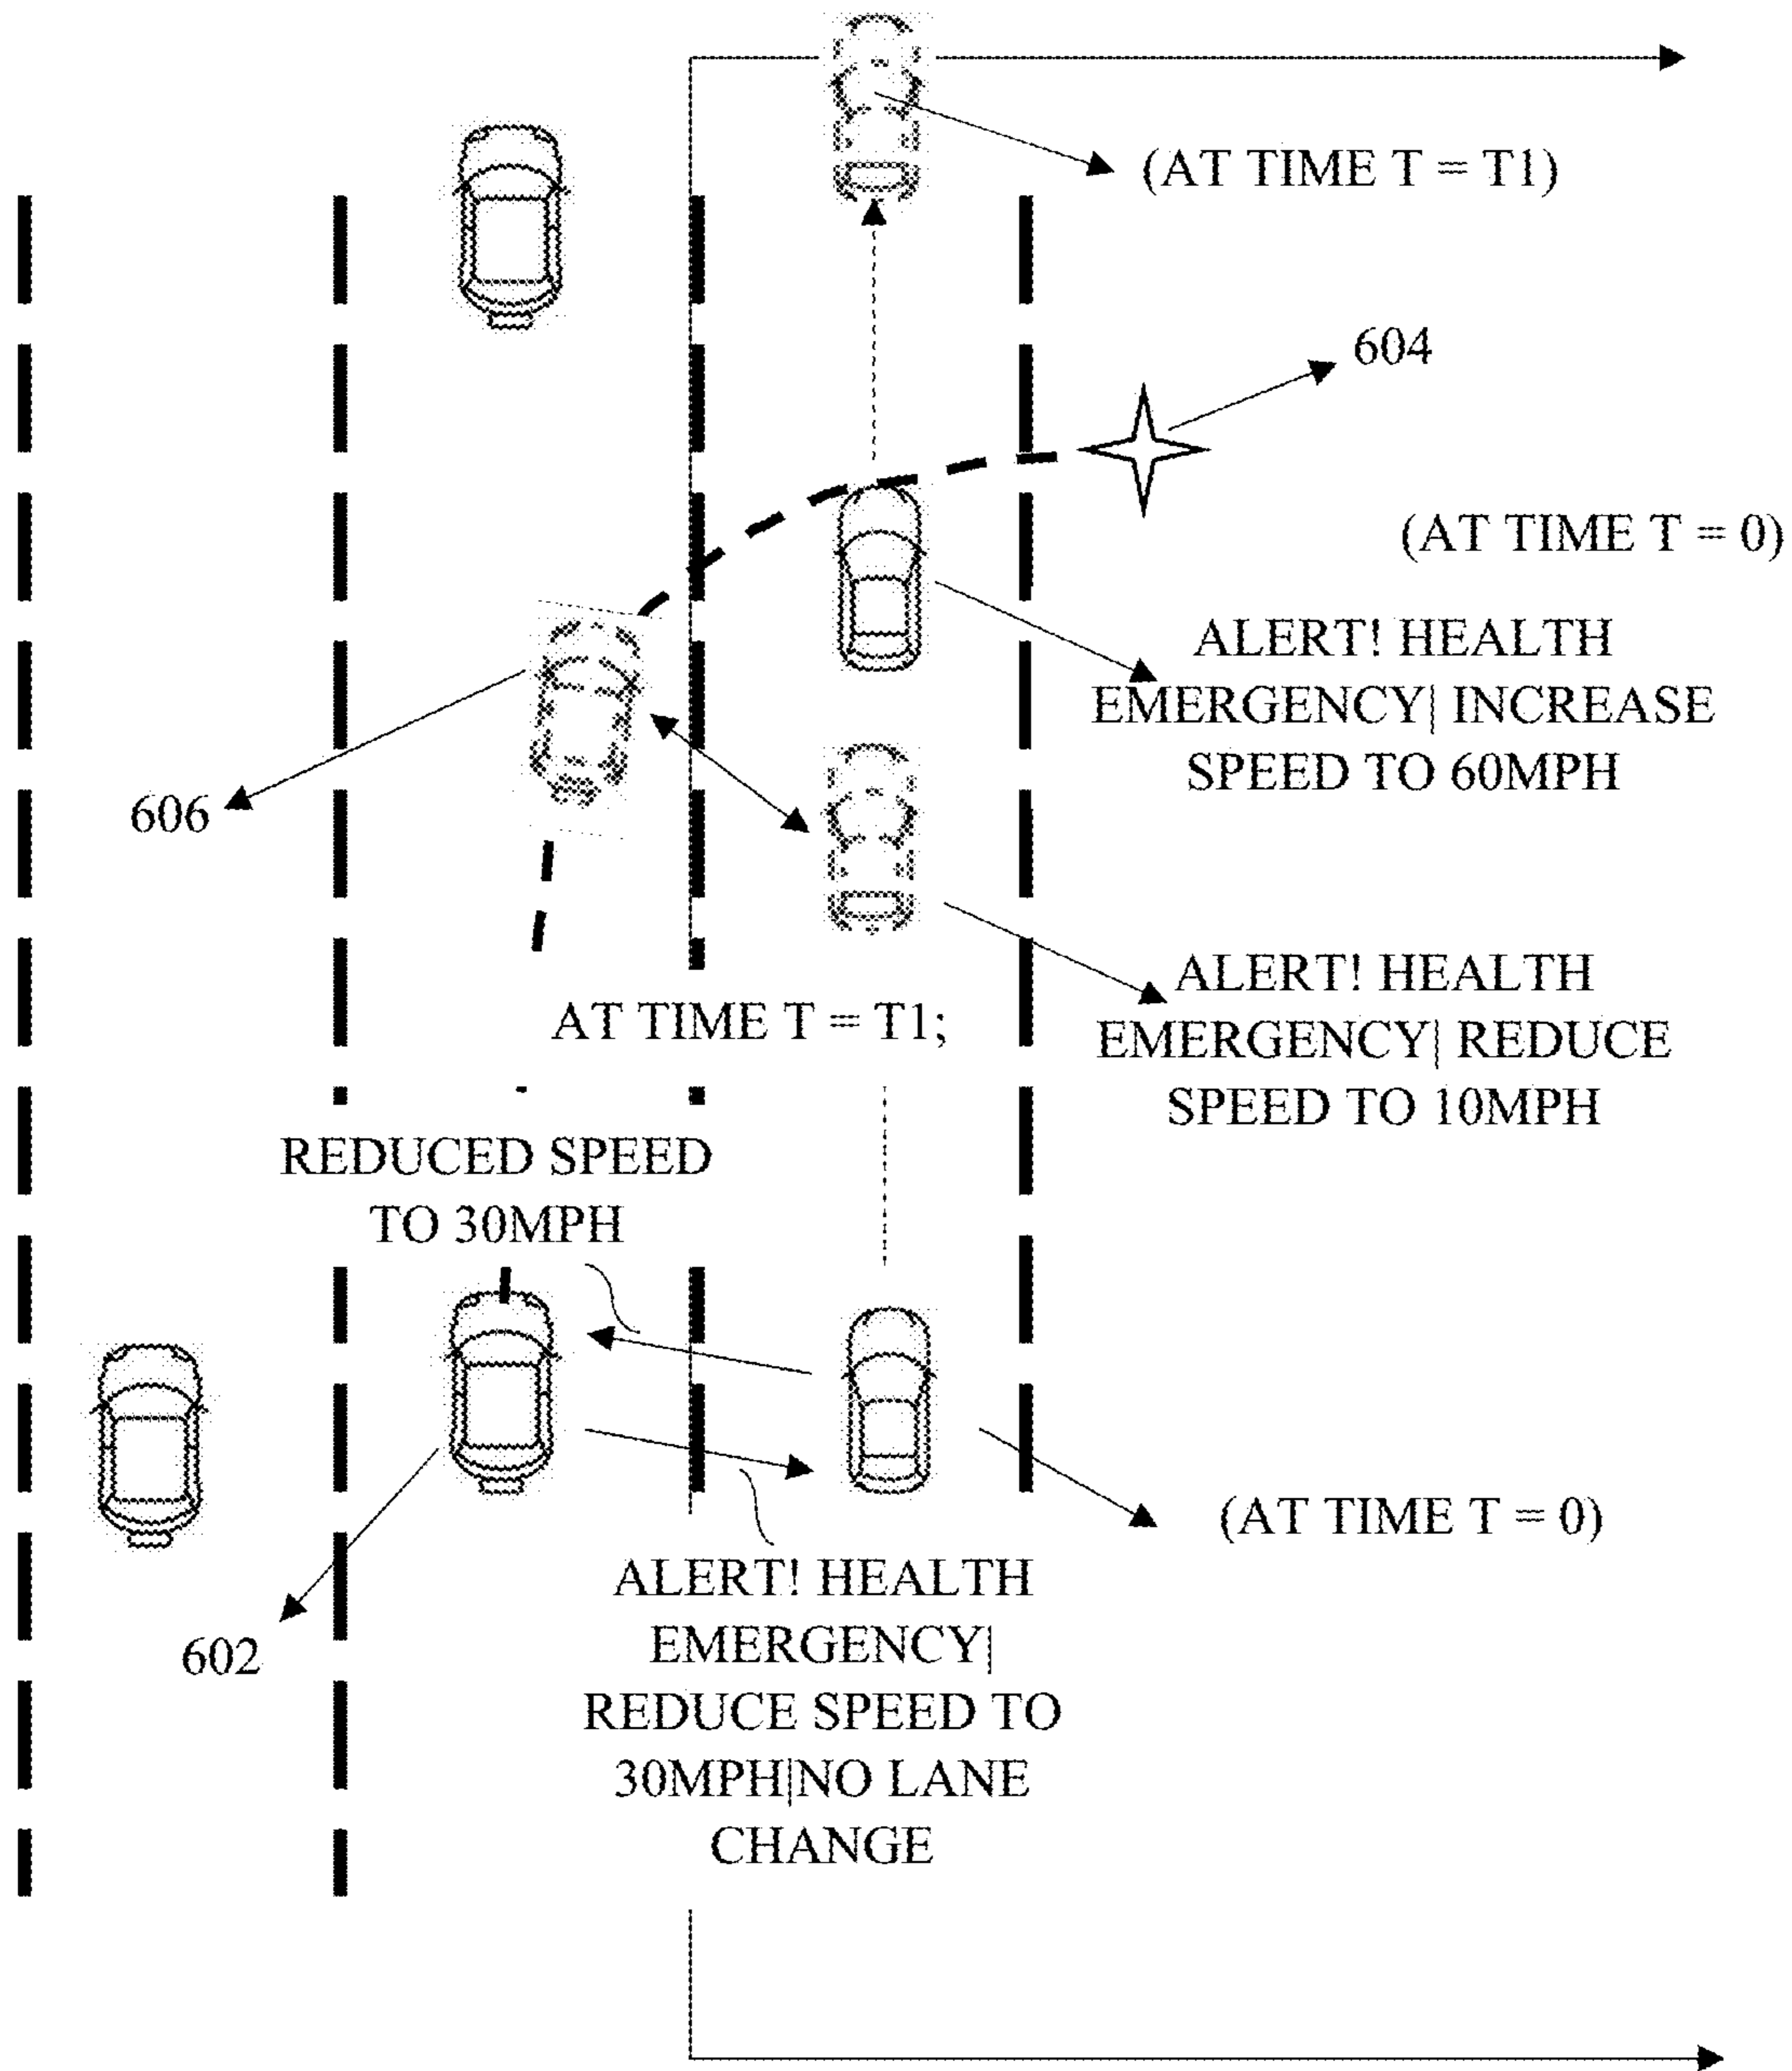 (AT TIME T = T1)
604
(AT TIME T = 0)
ALERT! HEALTH
EMERGENCY| INCREASE
SPEED TO 60MPH
606
ALERT! HEALTH
EMERGENCY| REDUCE
SPEED TO 10MPH
AT TIME T = T1;
REDUCED SPEED
TO 30MPH
(AT TIME T = 0)
602
ALERT! HEALTH
EMERGENCY|
REDUCE SPEED TO
30MPH|NO LANE
CHANGE